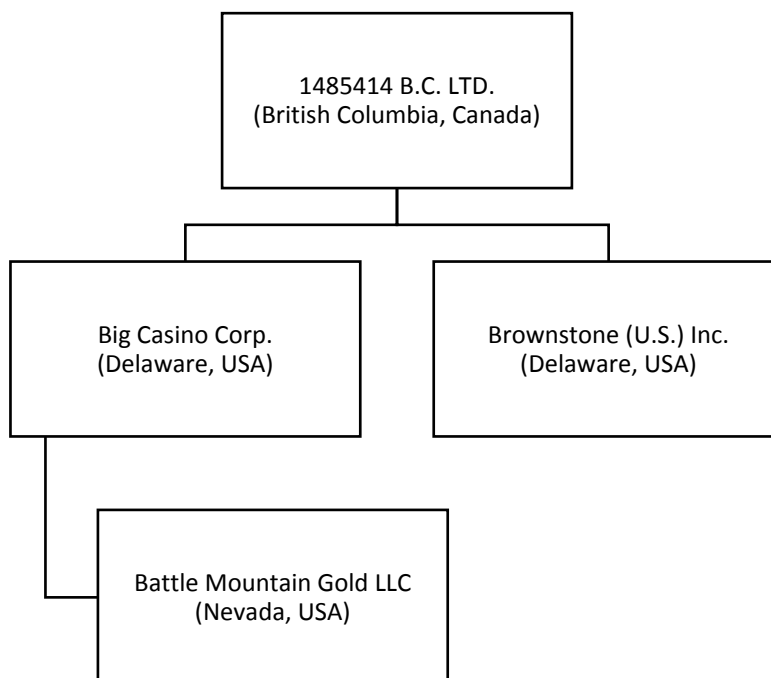 1485414 B.C. LTD.
(British Columbia, Canada)
Big Casino Corp.
(Delaware, USA)
Brownstone (U.S.) Inc.
(Delaware, USA)
Battle Mountain Gold LLC
(Nevada, USA)